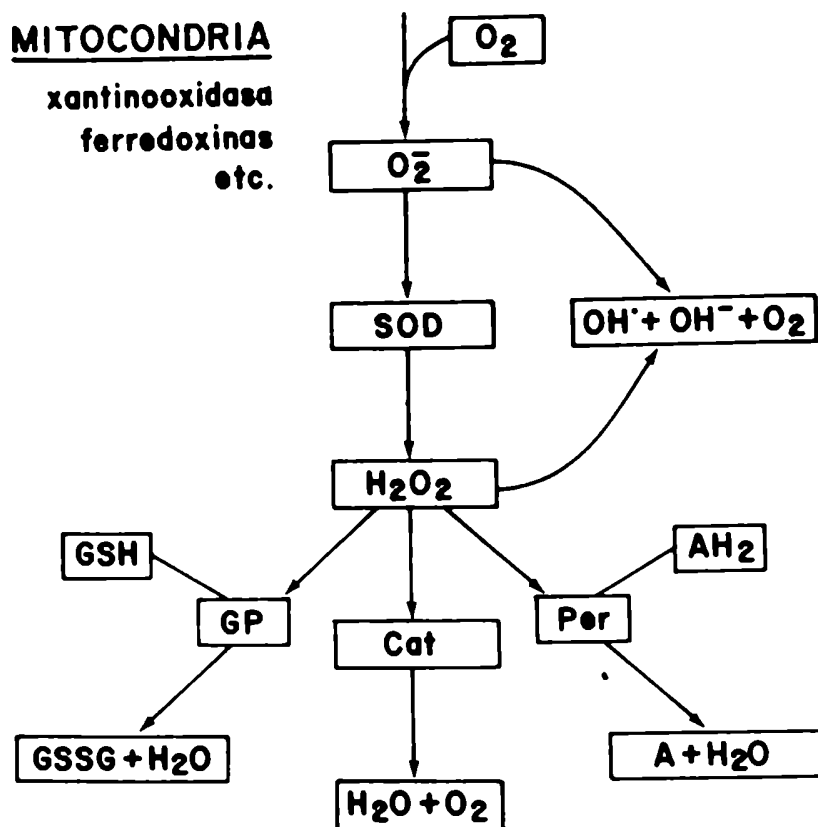 MITOCONDRIA
xantinooxidasa
ferredoxinas
etc.
O₂
O₂⁻
SOD
OH˙+ OH⁻+O₂
H₂O₂
GSH
AH₂
GP
Cat
Per
GSSG+H₂O
H₂O+O₂
A+H₂O